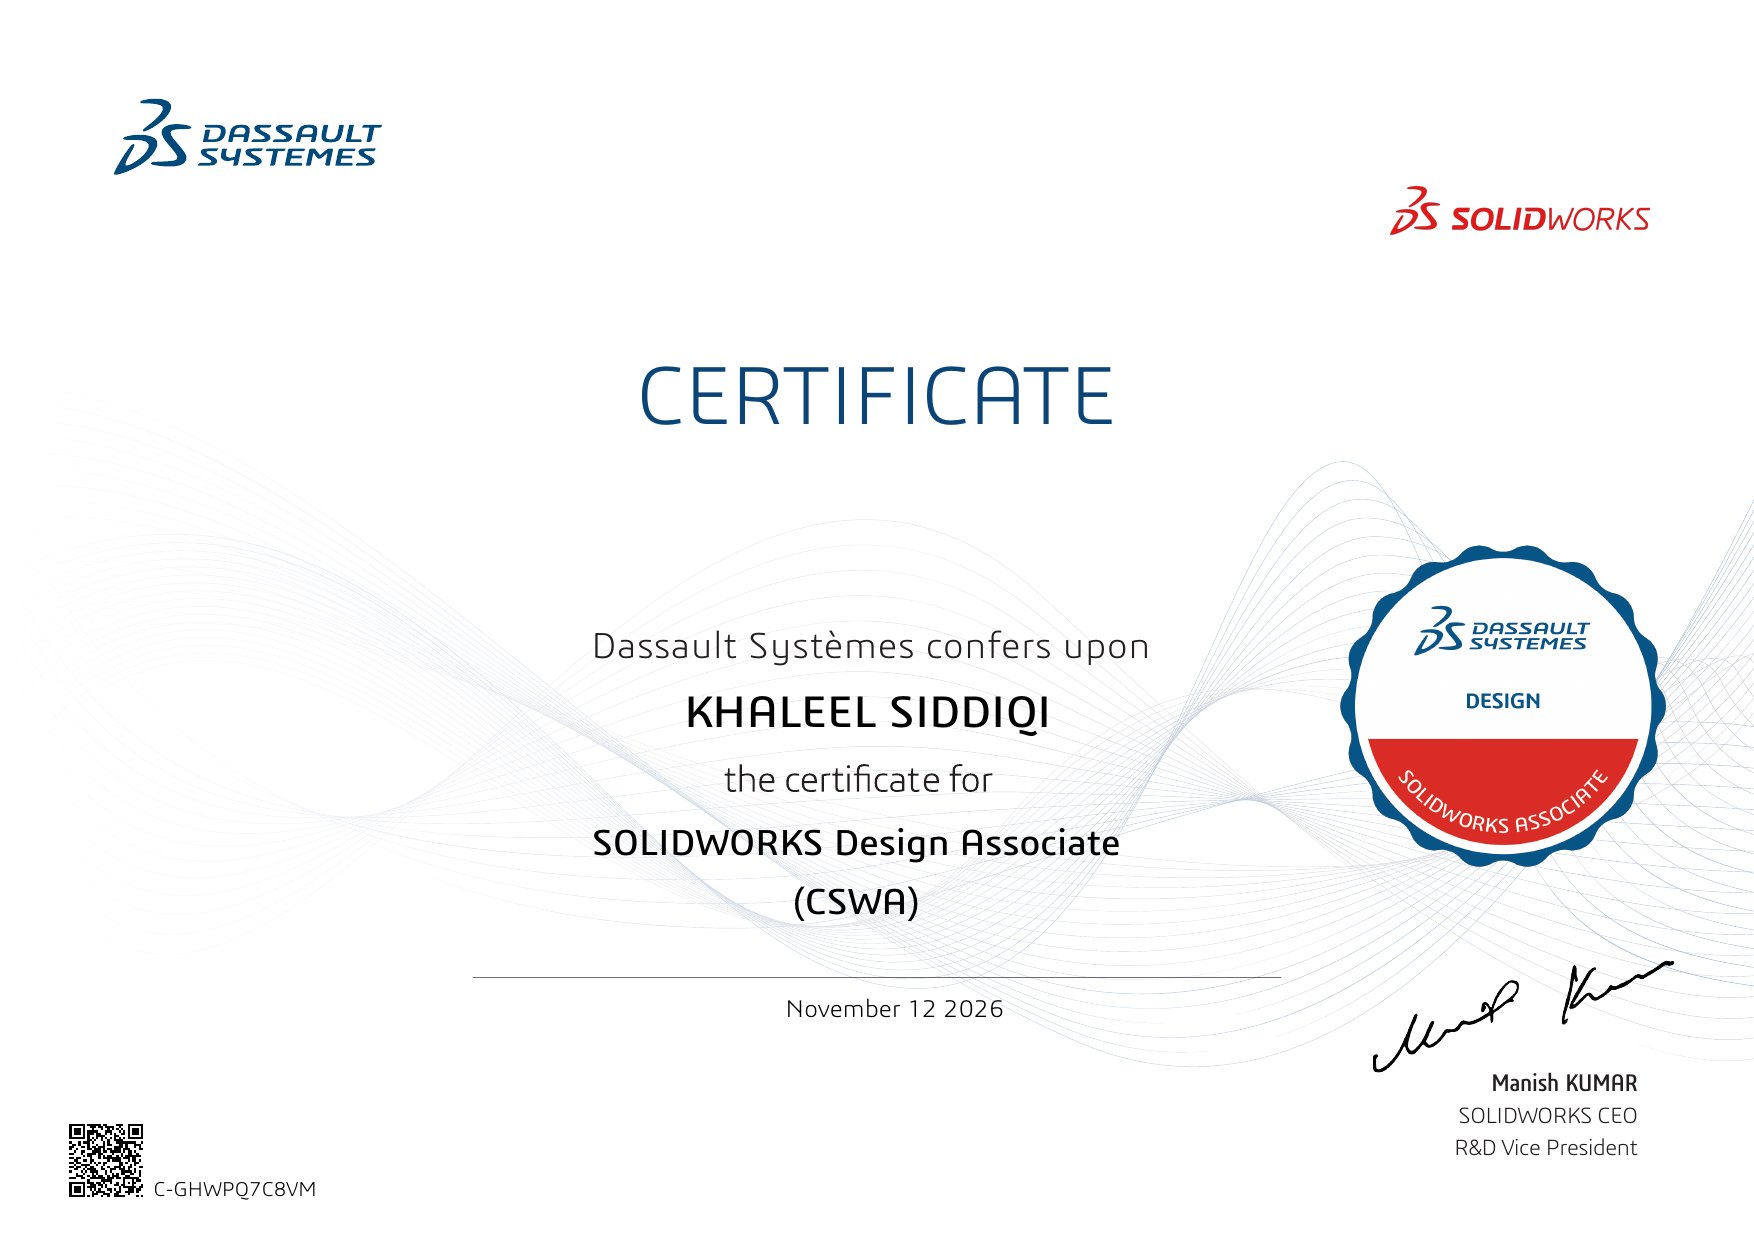 DASSAULT
SYSTEMES
SOLIDWORKS
CERTIFICATE
Dassault Systèmes confers upon
KHALEEL SIDDIQI
the certificate for
SOLIDWORKS Design Associate
(CSWA)
November 12 2026
DASSAULT
SYSTEMES
DESIGN
SOLIDWORKS ASSOCIATE
Manish KUMAR
SOLIDWORKS CEO
R&D Vice President
C-GHWPQ7C8VM